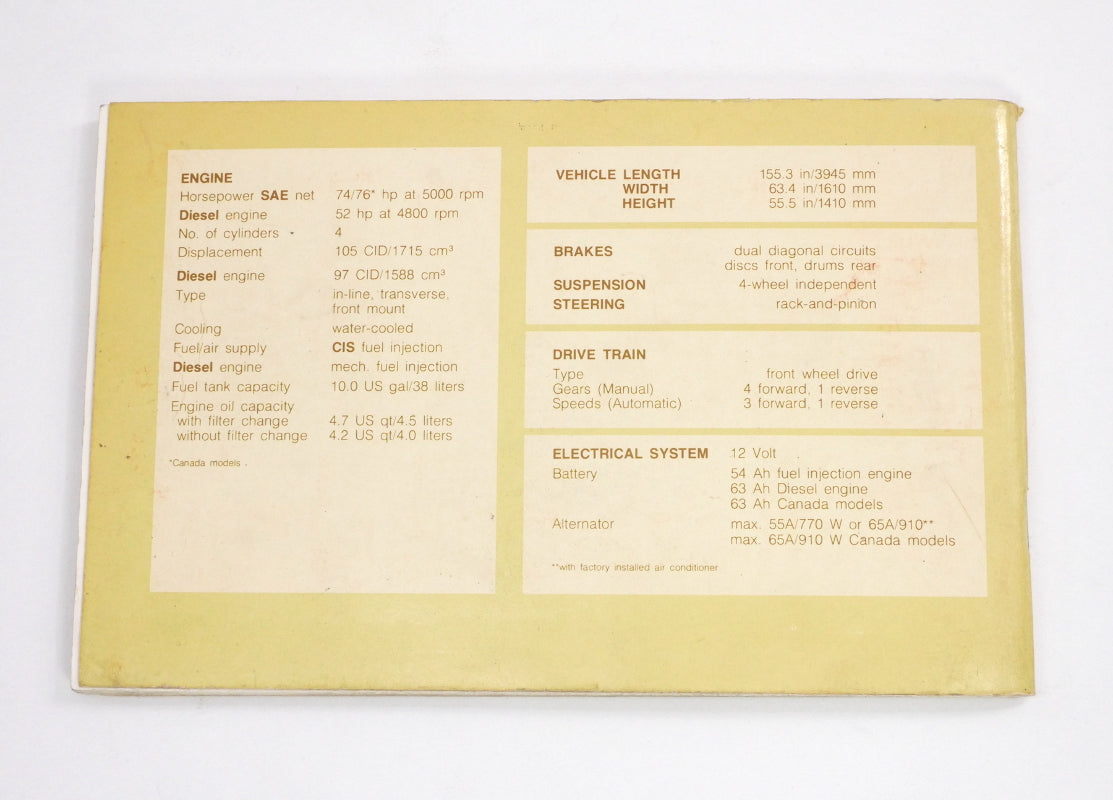 ENGINE
Horsepower SAE net 74/76* hp at 5000 rpm
Diesel engine 52 hp at 4800 rpm
No. of cylinders 4
Displacement 105 CID/1715 cm³
Diesel engine 97 CID/1588 cm³
Type in-line, transverse,
front mount
Cooling water-cooled
Fuel/air supply CIS fuel injection
Diesel engine mech. fuel injection
Fuel tank capacity 10.0 US gal/38 liters
Engine oil capacity
with filter change 4.7 US qt/4.5 liters
without filter change 4.2 US qt/4.0 liters
*Canada models
VEHICLE LENGTH 155.3 in/3945 mm
WIDTH 63.4 in/1610 mm
HEIGHT 55.5 in/1410 mm
BRAKES dual diagonal circuits
discs front, drums rear
SUSPENSION 4-wheel independent
STEERING rack-and-pinion
DRIVE TRAIN
Type front wheel drive
Gears (Manual) 4 forward, 1 reverse
Speeds (Automatic) 3 forward, 1 reverse
ELECTRICAL SYSTEM 12 Volt
Battery 54 Ah fuel injection engine
63 Ah Diesel engine
63 Ah Canada models
Alternator max. 55A/770 W or 65A/910**
max. 65A/910 W Canada models
**with factory installed air conditioner